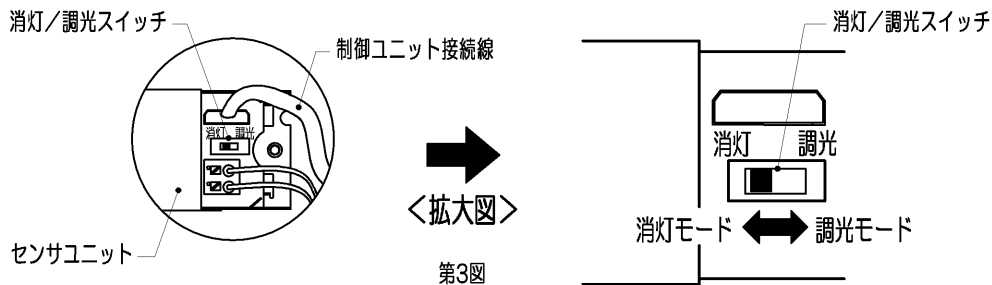 消灯／調光スイッチ
制御ユニット接続線
消灯 調光
センサユニット
＜拡大図＞
第3図
消灯／調光スイッチ
消灯 調光
消灯モード 調光モード